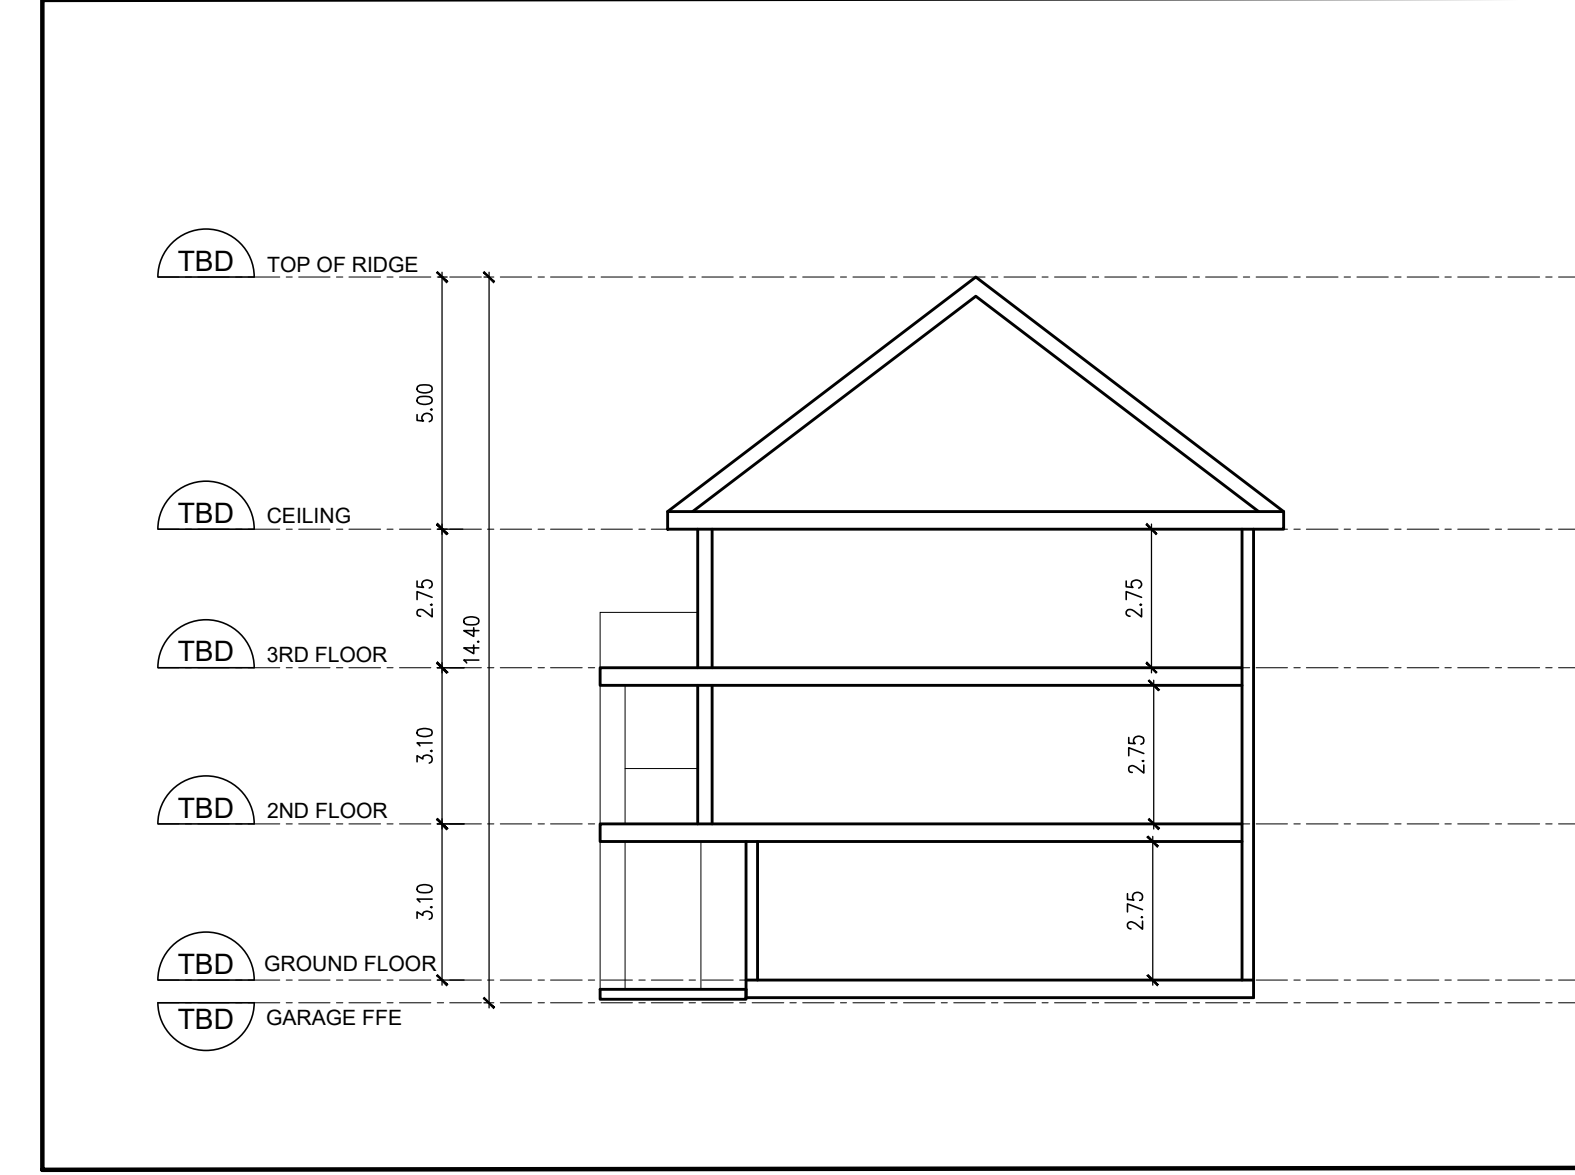 TBD TOP OF RIDGE
5.00
TBD CEILING
2.75
2.75
14.40
TBD 3RD FLOOR
3.10
2.75
TBD 2ND FLOOR
3.10
2.75
TBD GROUND FLOOR
TBD GARAGE FFE